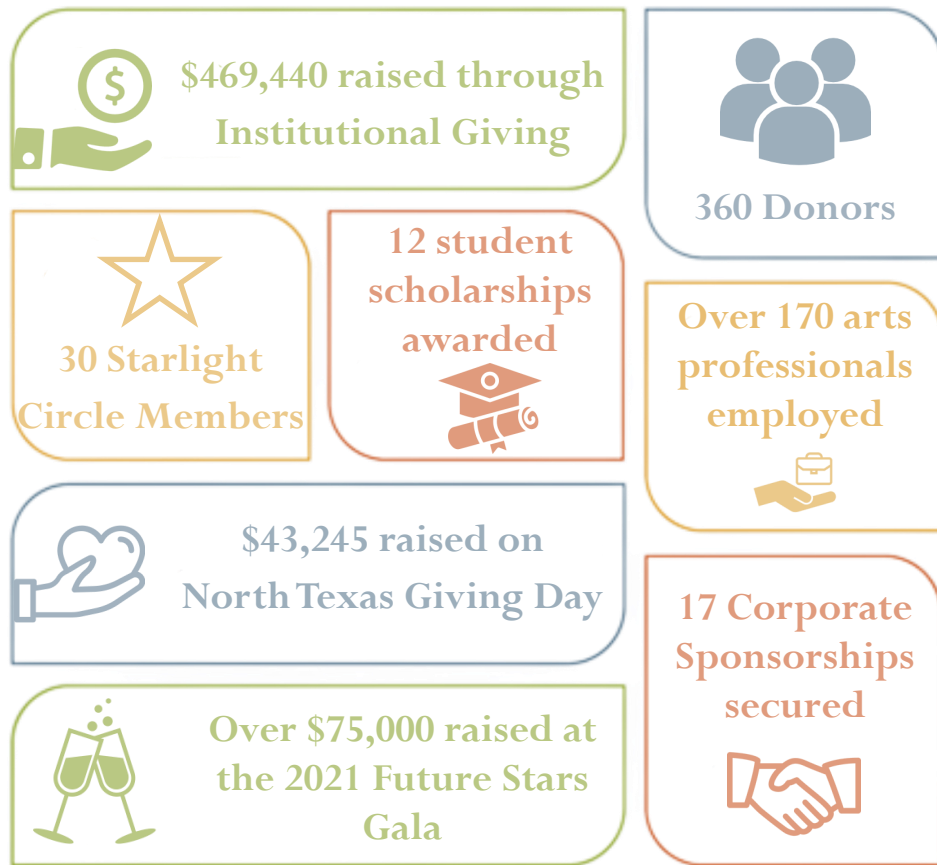 $469,440 raised through
Institutional Giving
$
360 Donors
30 Starlight
Circle Members
12 student
scholarships
awarded
Over 170 arts
professionals
employed
$43,245 raised on
North Texas Giving Day
17 Corporate
Sponsorships
secured
Over $75,000 raised at
the 2021 Future Stars
Gala